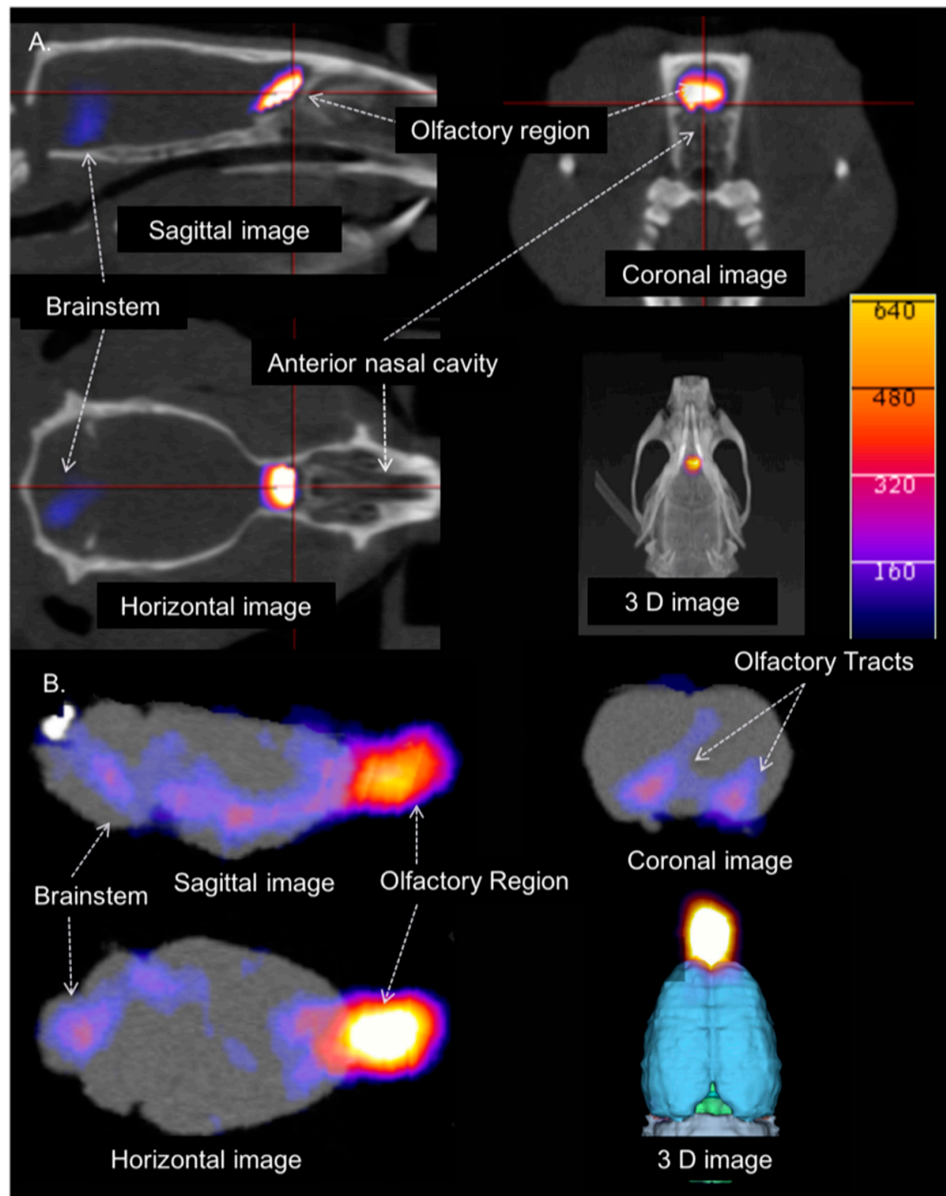 A.
Olfactory region
Sagittal image
Coronal image
Brainstem
Anterior nasal cavity
640
480
320
160
Horizontal image
3 D image
B.
Olfactory Tracts
Sagittal image
Olfactory Region
Coronal image
Brainstem
Horizontal image
3 D image